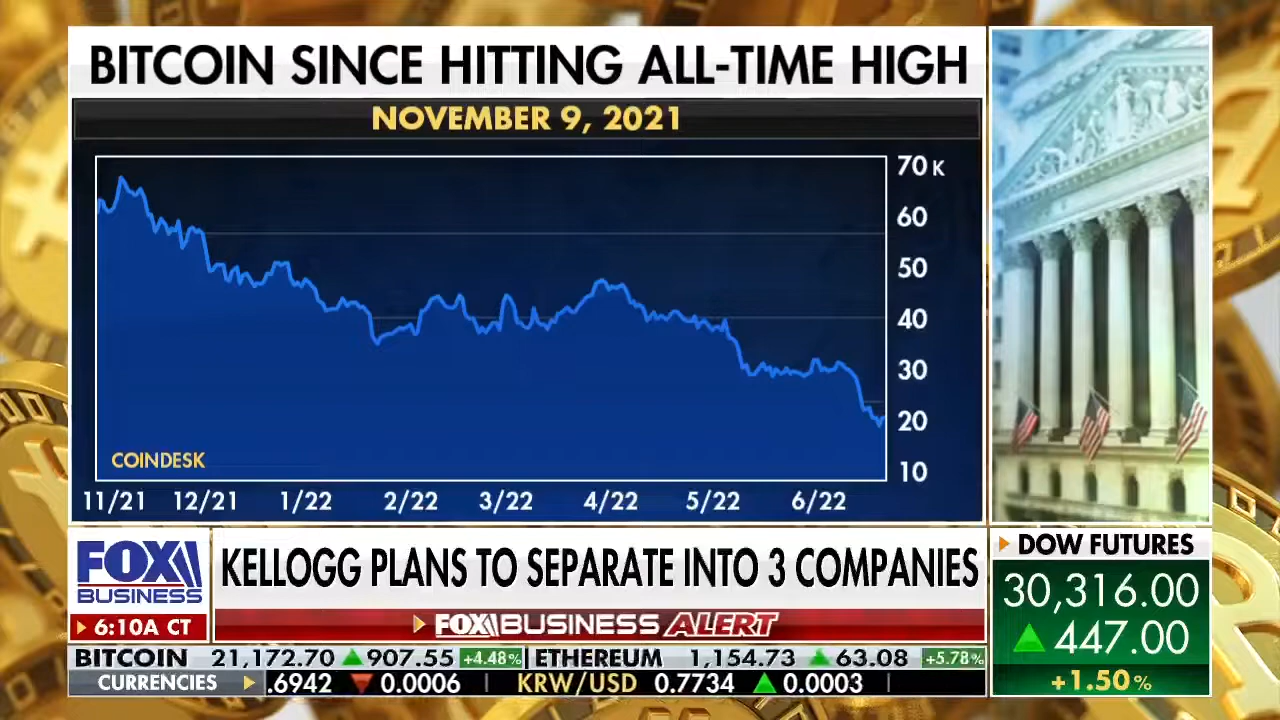 BITCOIN SINCE HITTING ALL-TIME HIGH
NOVEMBER 9, 2021
70 K
60
50
40
30
20
10
COINDESK
11/21 12/21 1/22 2/22 3/22 4/22 5/22 6/22
FOX BUSINESS
6:10A CT
KELLOGG PLANS TO SEPARATE INTO 3 COMPANIES
FOX BUSINESS ALERT
DOW FUTURES
30,316.00
447.00
+1.50%
BITCOIN 21,172.70 907.55 +4.48% ETHEREUM 1,154.73 63.08 +5.78%
CURRENCIES .6942 0.0006 KRW/USD 0.7734 0.0003